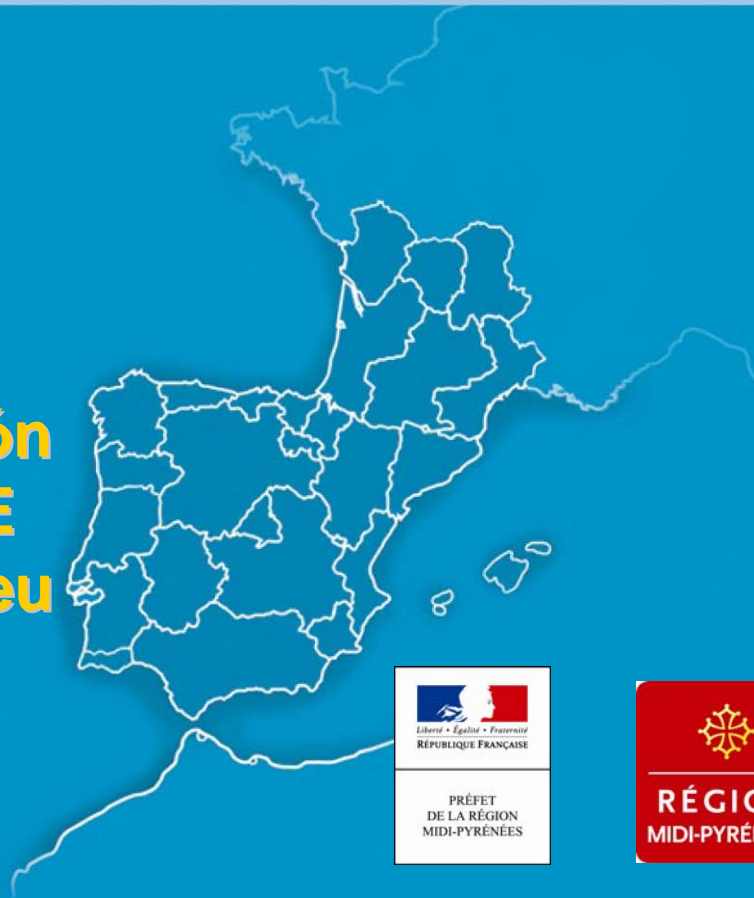 ón
E
eu
Liberté • Égalité • Fraternité
RÉPUBLIQUE FRANÇAISE
PRÉFET
DE LA RÉGION
MIDI-PYRÉNÉES
RÉGIO
MIDI-PYRÉ